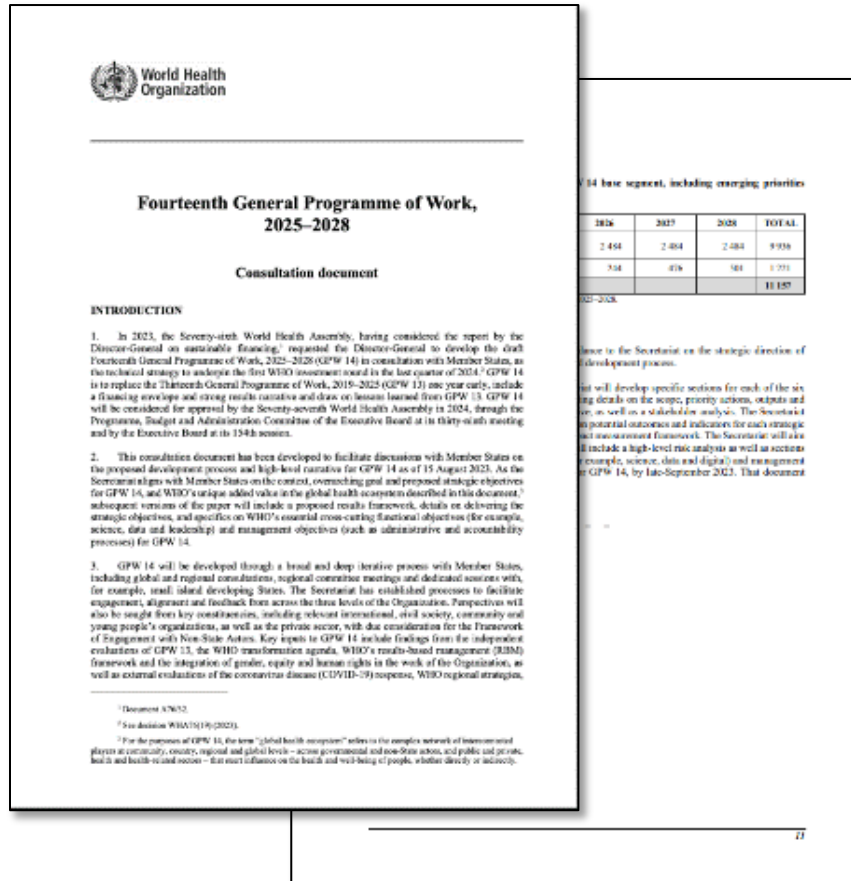 World Health
Organization
Fourteenth General Programme of Work,
2025–2028
Consultation document
INTRODUCTION
1. In 2023, the Seventy-sixth World Health Assembly, having considered the report by the
Director-General on sustainable financing,¹ requested the Director-General to develop the draft
Fourteenth General Programme of Work, 2025–2028 (GPW 14) in consultation with Member States, as
the technical strategy to underpin the first WHO investment round in the last quarter of 2024.² GPW 14
is to replace the Thirteenth General Programme of Work, 2019–2025 (GPW 13) one year early, include
a financing envelope and strong results narrative and draw on lessons learned from GPW 13. GPW 14
will be considered for approval by the Seventy-seventh World Health Assembly in 2024, through the
Programme, Budget and Administration Committee of the Executive Board at its thirty-ninth meeting
and by the Executive Board at its 154th session.
2. This consultation document has been developed to facilitate discussions with Member States on
the proposed development process and high-level narrative for GPW 14 as of 15 August 2023. As the
Secretariat aligns with Member States on the context, overarching goal and proposed strategic objectives
for GPW 14, and WHO's unique added value in the global health ecosystem described in this document,³
subsequent versions of the paper will include a proposed results framework, details on delivering the
strategic objectives, and specifics on WHO's essential cross-cutting functional objectives (for example,
science, data and leadership) and management objectives (such as administrative and accountability
processes) for GPW 14.
3. GPW 14 will be developed through a broad and deep iterative process with Member States,
including global and regional consultations, regional committee meetings and dedicated sessions with,
for example, small island developing States. The Secretariat has established processes to facilitate
engagement, alignment and feedback from across the three levels of the Organization. Perspectives will
also be sought from key constituencies, including relevant international, civil society, community and
young people's organizations, as well as the private sector, with due consideration for the Framework
of Engagement with Non-State Actors. Key inputs to GPW 14 include findings from the independent
evaluations of GPW 13, the WHO transformation agenda, WHO's results-based management (RBM)
framework and the integration of gender, equity and human rights in the work of the Organization, as
well as external evaluations of the coronavirus disease (COVID-19) response, WHO regional strategies,
¹ Document A76/32.
² See decision (2023).
³ For the purposes of GPW 14, the term "global health ecosystem" refers to the complex network of interconnected
players at community, country, regional and global levels – across governmental and non-State actors, and public and private,
health and health-related sectors – that exert influence on the health and well-being of people, whether directly or indirectly.
14 base segment, including emerging priorities
2026 2027 2028 TOTAL
2 484 2 484 2 484 9 936
476 501
11 157
2025–2028.
to the Secretariat on the strategic direction of
development process.
will develop specific sections for each of the six
details on the scope, priority actions, outputs and
as well as a stakeholder analysis. The Secretariat
potential outcomes and indicators for each strategic
measurement framework. The Secretariat will aim
include a high-level risk analysis as well as sections
example, science, data and digital) and management
GPW 14, by late-September 2023. That document